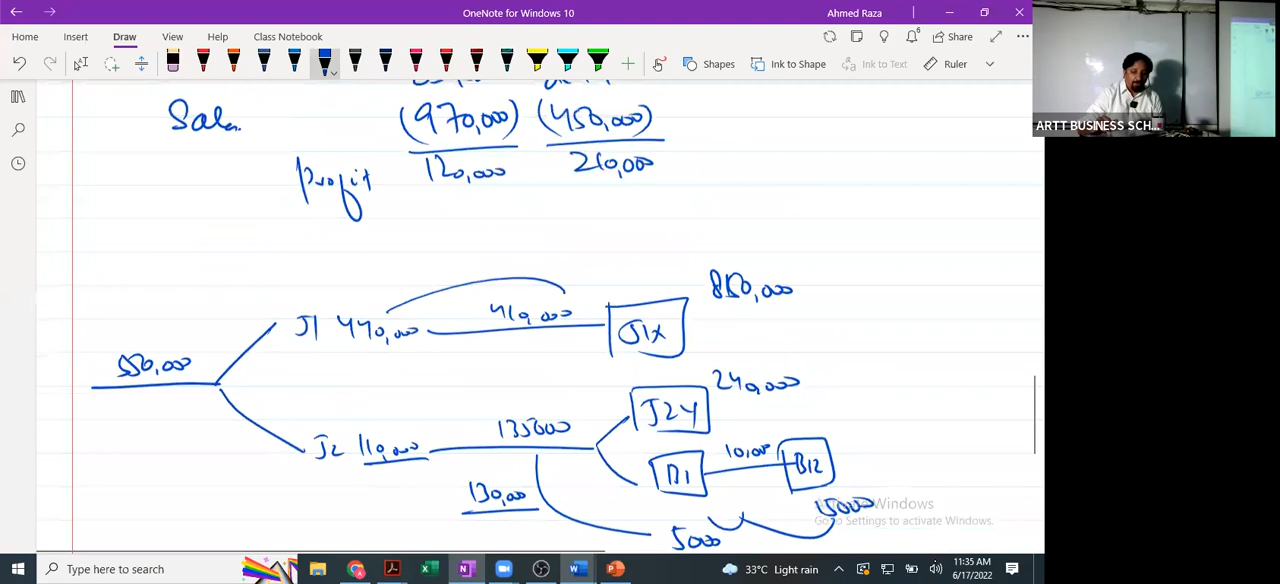 OneNote for Windows 10
Ahmed Raza
Home Insert Draw View Help Class Notebook
6 Share
Shapes Ink to Shape Ink to Text Ruler
ARTT BUSINESS SCH...
Sale (970,000) (450,000)
Profit 120,000 210,000
850,000
J1 440,000 410,000 J1X
550,000
240,000
J2Y
J2 110,000 135000
10,000
B1 B12
130,000
15000
5000
Activate Windows
Go to Settings to activate Windows.
Type here to search
33°C Light rain
11:35 AM
6/17/2022